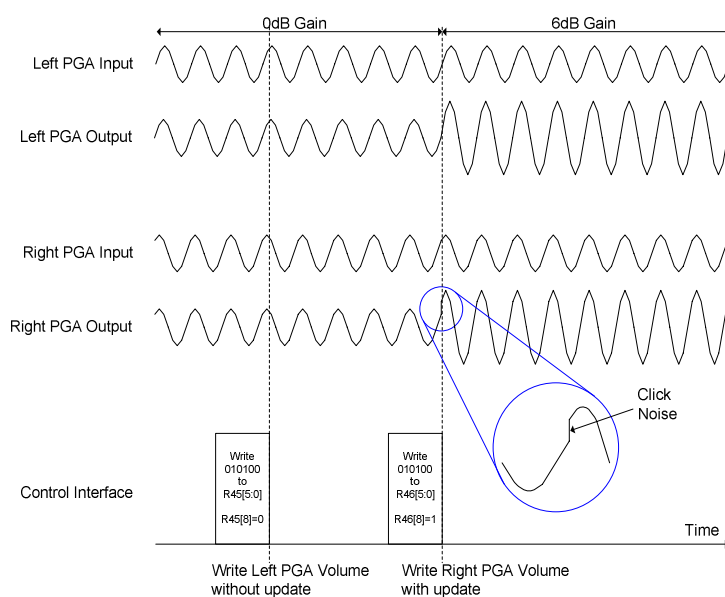 0dB Gain
6dB Gain
Left PGA Input
Left PGA Output
Right PGA Input
Right PGA Output
Click
Noise
Write
010100
to
R45[5:0]
R45[8]=0
Write
010100
to
R46[5:0]
R46[8]=1
Control Interface
Time
Write Left PGA Volume
without update
Write Right PGA Volume
with update